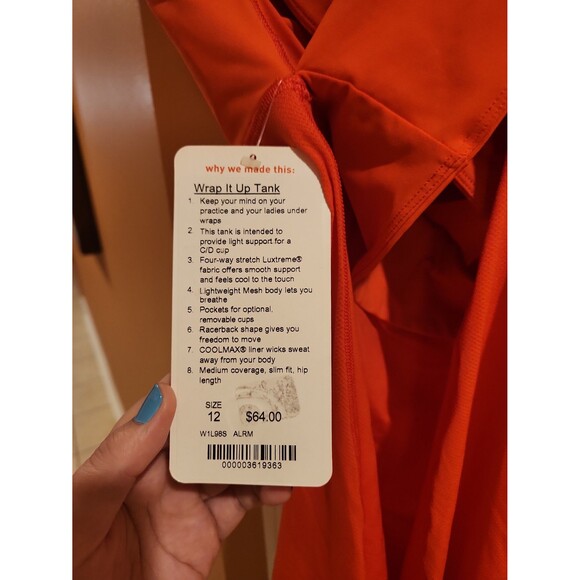 why we made this:
Wrap It Up Tank
1. Keep your mind on your
practice and your ladies under
wraps
2. This tank is intended to
provide light support for a
C/D cup
3. Four-way stretch Luxtreme®
fabric offers smooth support
and feels cool to the touch
4. Lightweight Mesh body lets you
breathe
5. Pockets for optional.
removable cups
6. Racerback shape gives you
freedom to move
7. COOLMAX® liner wicks sweat
away from your body
8. Medium coverage, slim fit, hip
length
SIZE
12 $64.00
W1L98S ALRM
000003619363